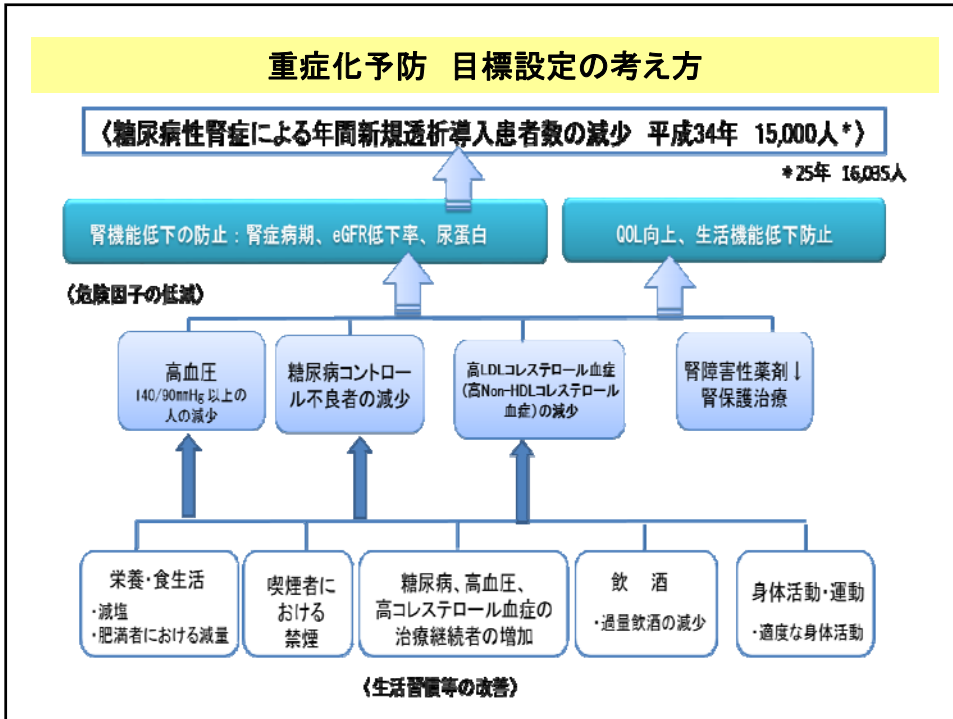 重症化予防　目標設定の考え方
〈糖尿病性腎症による年間新規透析導入患者数の減少　平成34年　15,000人*〉
*25年　16,035人
腎機能低下の防止：腎症病期、eGFR低下率、尿蛋白
QOL向上、生活機能低下防止
〈危険因子の低減〉
高血圧
140/90mmHg 以上の
人の減少
糖尿病コントロー
ル不良者の減少
高LDLコレステロール血症
(高Non-HDLコレステロール
血症)の減少
腎障害性薬剤↓
腎保護治療
栄養・食生活
・減塩
・肥満者における減量
喫煙者に
おける
禁煙
糖尿病、高血圧、
高コレステロール血症の
治療継続者の増加
飲　酒
・過量飲酒の減少
身体活動・運動
・適度な身体活動
〈生活習慣等の改善〉